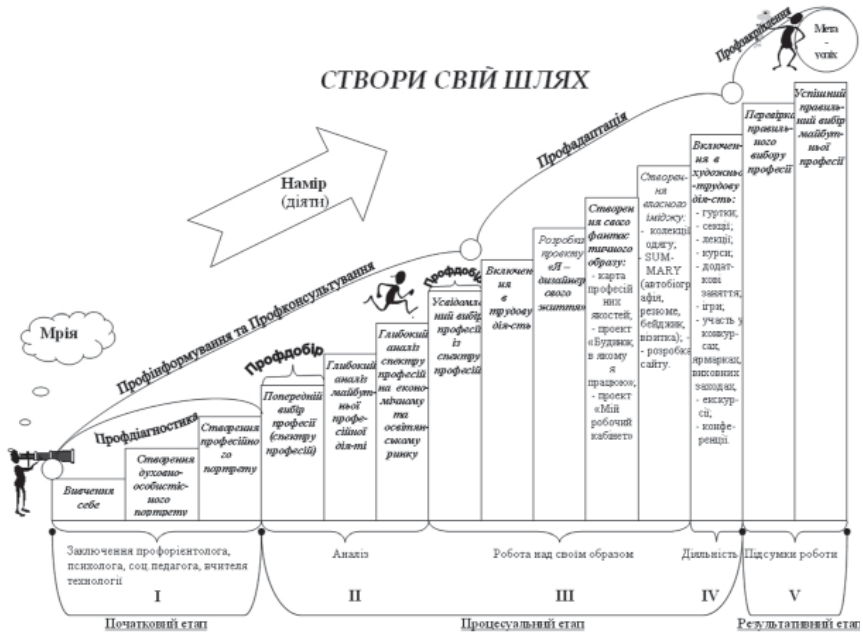 СТВОРИ СВІЙ ШЛЯХ
Профзакріплення
Мета
-
успіх
Профадаптація
Намір
(діяти)
Профінформування та Профконсультування
Мрія
Профдіагностика
Профдобір
Профдобір
Вивчення
себе
Створення
духовно-
особистіс-
ного
портрету
Створення
професійно
го
портрету
Попередній
вибір
професії
(спектру
професій)
Глибокий
аналіз
майбут-
ньої
профе-
сійної
дія-ті
Глибокий
аналіз
спектру
професій
на еконо-
мічному
та
освітян-
ському
ринку
Усвідомле
ний вибір
професії
із
спектру
професій
Включен
ня
в
трудову
дія-сть
Розробка
проекту
«Я –
дизайнер
свого
життя»
Створен
ня свого
фантас
тичного
образу:
- карта
професій
них
якостей;
- проект
«Будинок,
в якому
я
працюю»;
- проект
«Мій
робочий
кабінет»
Створен-
ня
власного
іміджу:
- колекції
одягу;
- SUM-
MARY
(автобіогр
афія,
резюме,
бейджик,
візитка); -
- розробка
сайту.
Включен-
ня в
художньо
-трудову
дія-сть:
- гуртки;
- секції;
- лекції;
- курси;
- додат-
кові
заняття;
- ігри;
- участь у
конкур-
сах,
ярмарках,
виховних
заходах;
- екскур-
сії;
- конфе-
ренції.
Перевірка
правиль-
ного
вибору
професії
Успішний
правиль-
ний вибір
майбут-
ньої
професії
Заключення профорієнтолога,
психолога, соц. педагога, вчителя
технології
Аналіз
Робота над своїм образом
Діяльність
Підсумки роботи
I
II
III
IV
V
Початковий етап
Процесуальний етап
Результативний етап